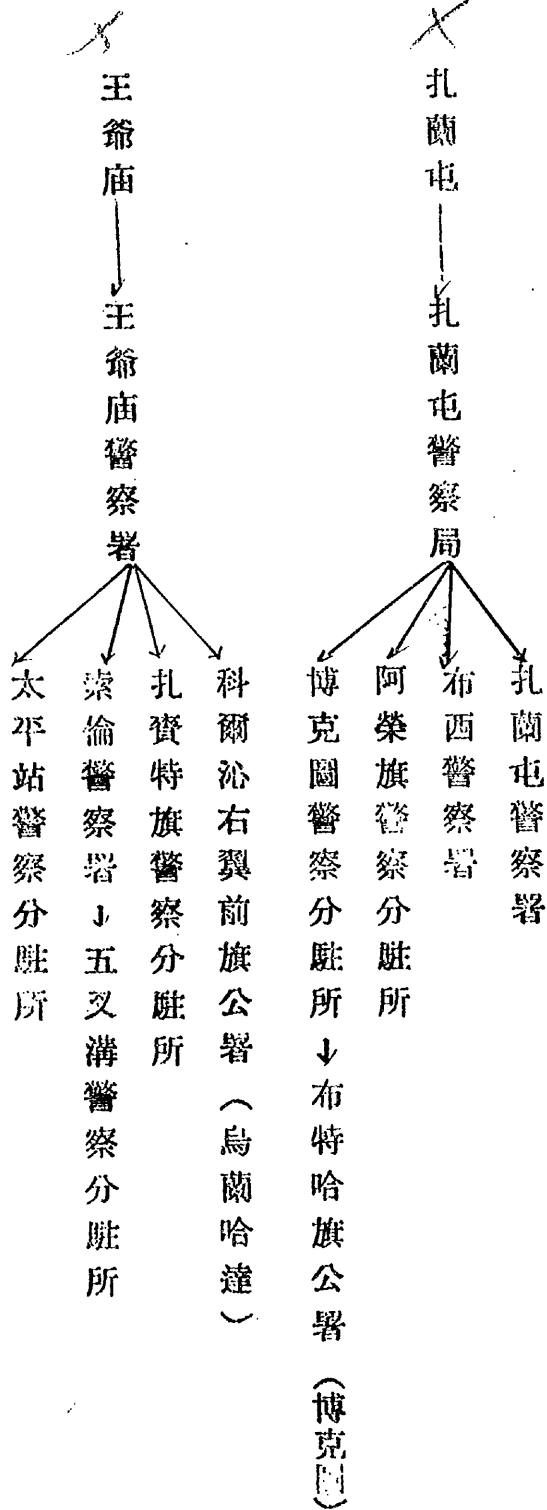 扎蘭屯
扎蘭屯警察局
扎蘭屯警察署
布西警察署
阿榮旗警察分駐所
博克圖警察分駐所→布特哈旗公署（博克圖）
王爺庙
王爺庙警察署
科爾沁右翼前旗公署（烏蘭哈達）
扎賚特旗警察分駐所
索倫警察署→五叉溝警察分駐所
太平站警察分駐所